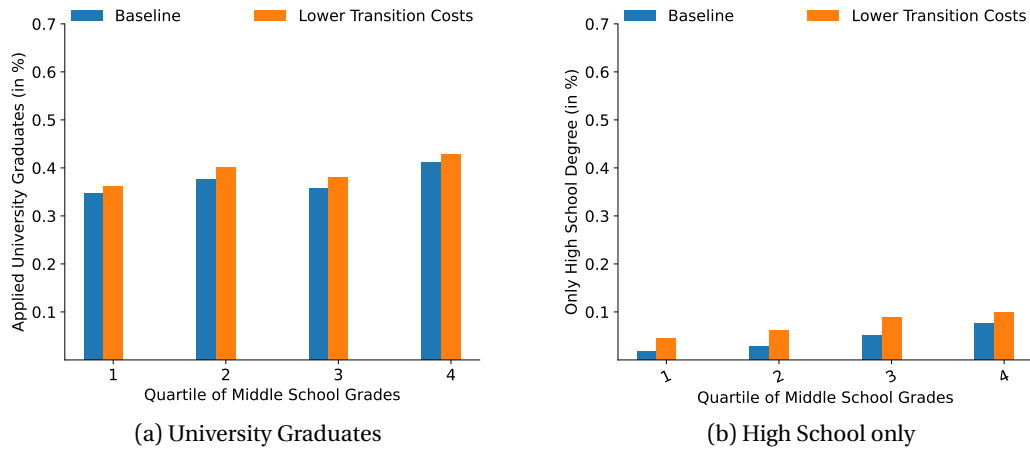 Baseline
Lower Transition Costs
0.7
0.6
0.5
0.4
0.3
0.2
0.1
Applied University Graduates (in %)
1 2 3 4
Quartile of Middle School Grades
(a) University Graduates
Baseline
Lower Transition Costs
0.7
0.6
0.5
0.4
0.3
0.2
0.1
Only High School Degree (in %)
1 2 3 4
Quartile of Middle School Grades
(b) High School only